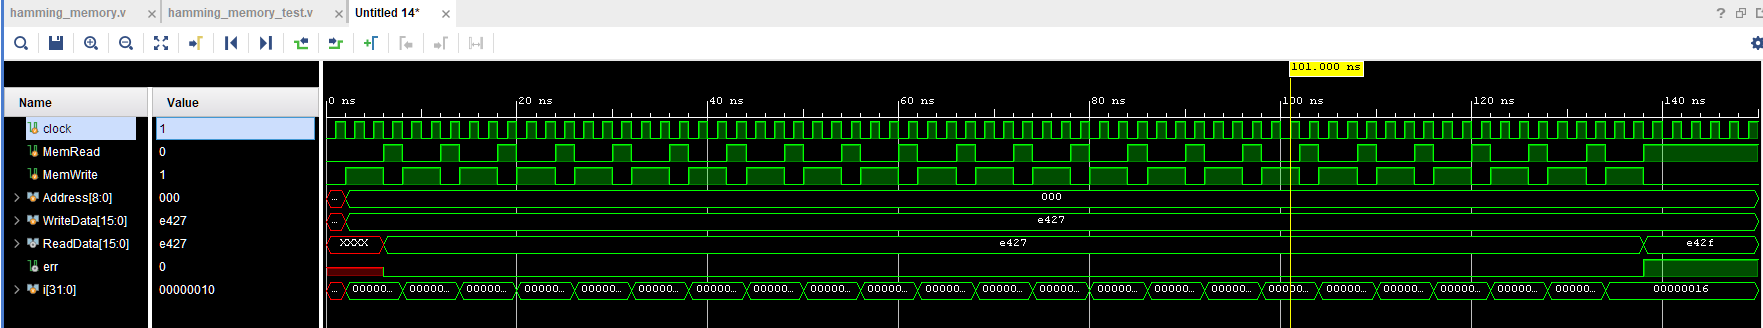 hamming_memory.v × hamming_memory_test.v × Untitled 14* ×
?
101.000 ns
Name Value
0 ns 20 ns 40 ns 60 ns 80 ns 100 ns 120 ns 140 ns
clock 1
MemRead 0
MemWrite 1
Address[8:0] 000 ... 000
WriteData[15:0] e427 ... e427
ReadData[15:0] e427 XXXX e427 e42f
err 0
i[31:0] 00000010 ... 00000... 00000... 00000... 00000... 00000... 00000... 00000... 00000... 00000... 00000... 00000... 00000... 00000... 00000... 00000... 00000... 00000... 00000... 00000... 00000... 00000... 00000... 00000016